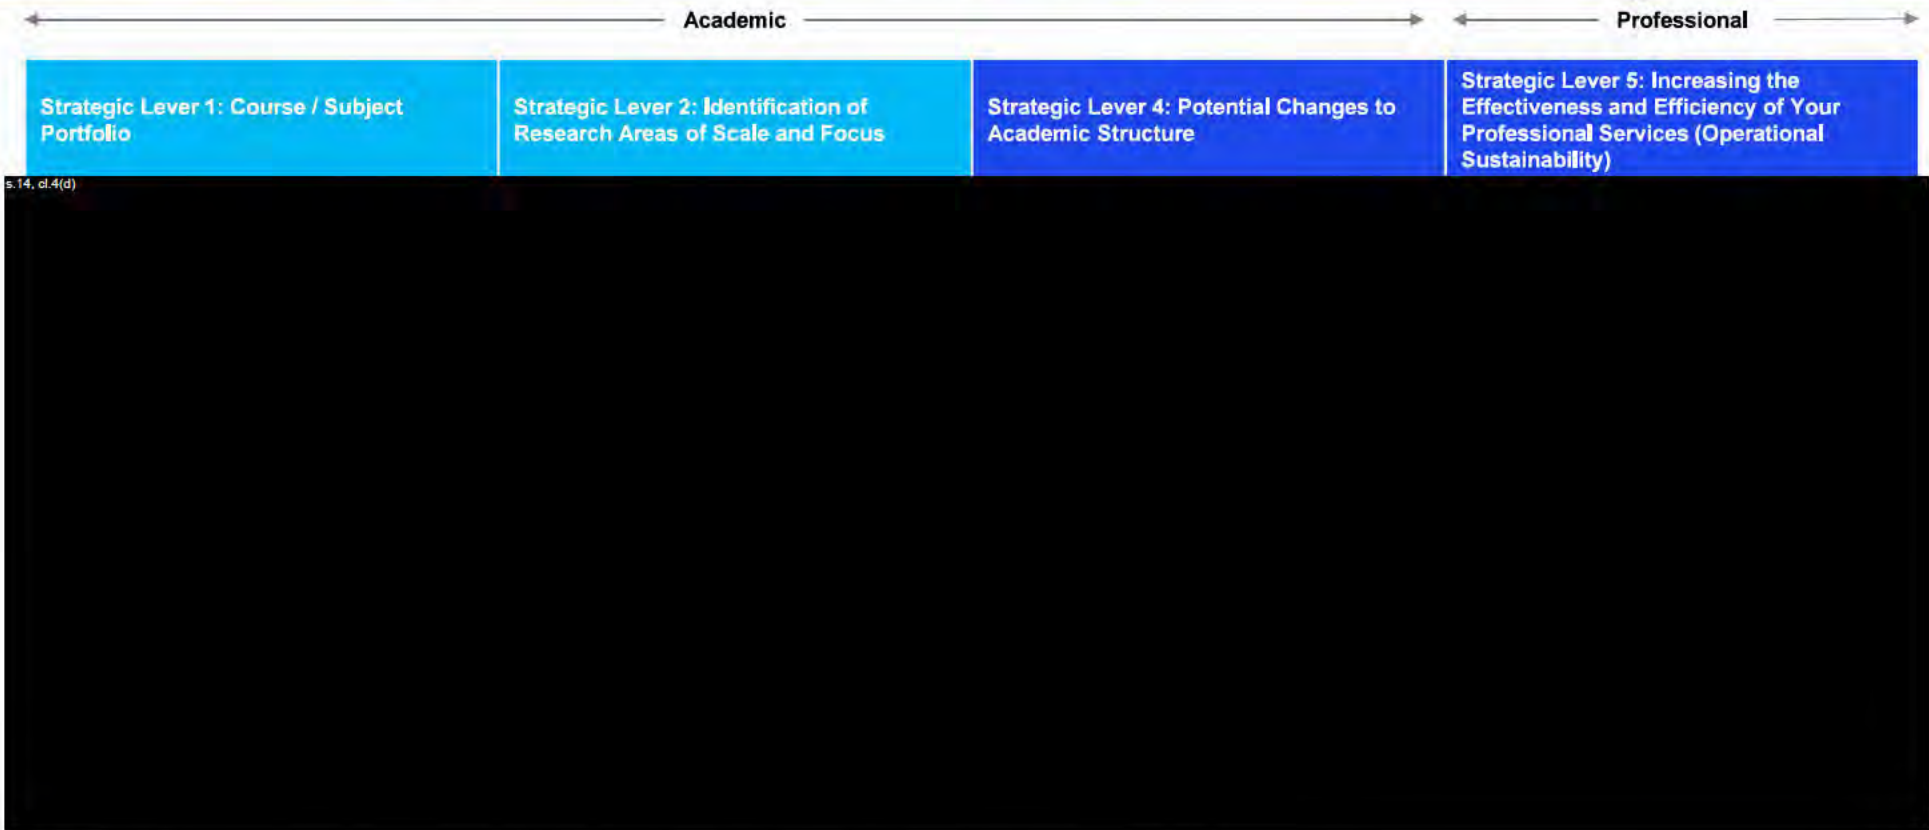 Academic
Professional
Strategic Lever 1: Course / Subject
Portfolio
Strategic Lever 2: Identification of
Research Areas of Scale and Focus
Strategic Lever 4: Potential Changes to
Academic Structure
Strategic Lever 5: Increasing the
Effectiveness and Efficiency of Your
Professional Services (Operational
Sustainability)
s.14, cl.4(d)